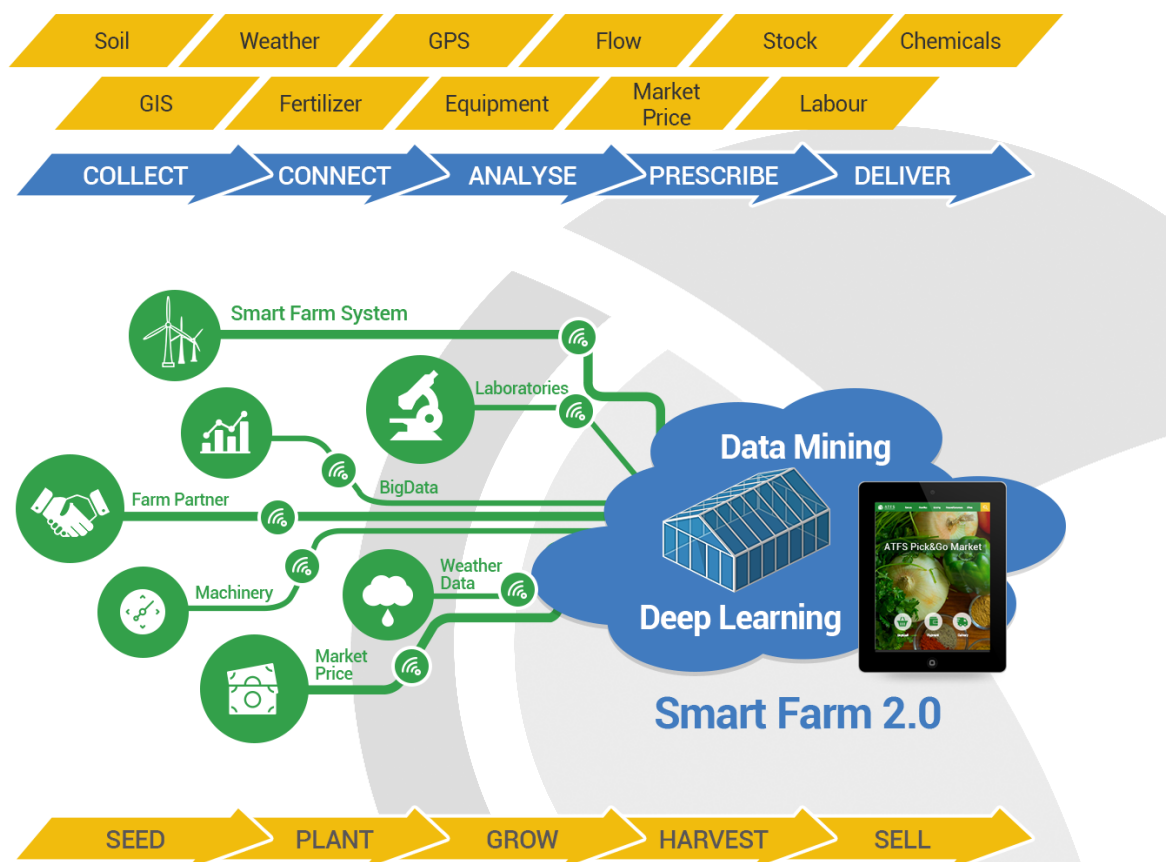 Soil
Weather
GPS
Flow
Stock
Chemicals
GIS
Fertilizer
Equipment
Market
Price
Labour
COLLECT
CONNECT
ANALYSE
PRESCRIBE
DELIVER
Smart Farm System
Laboratories
BigData
Farm Partner
Machinery
Weather
Data
Market
Price
Data Mining
Deep Learning
ATFS Pick&Go Market
Smart Farm 2.0
SEED
PLANT
GROW
HARVEST
SELL